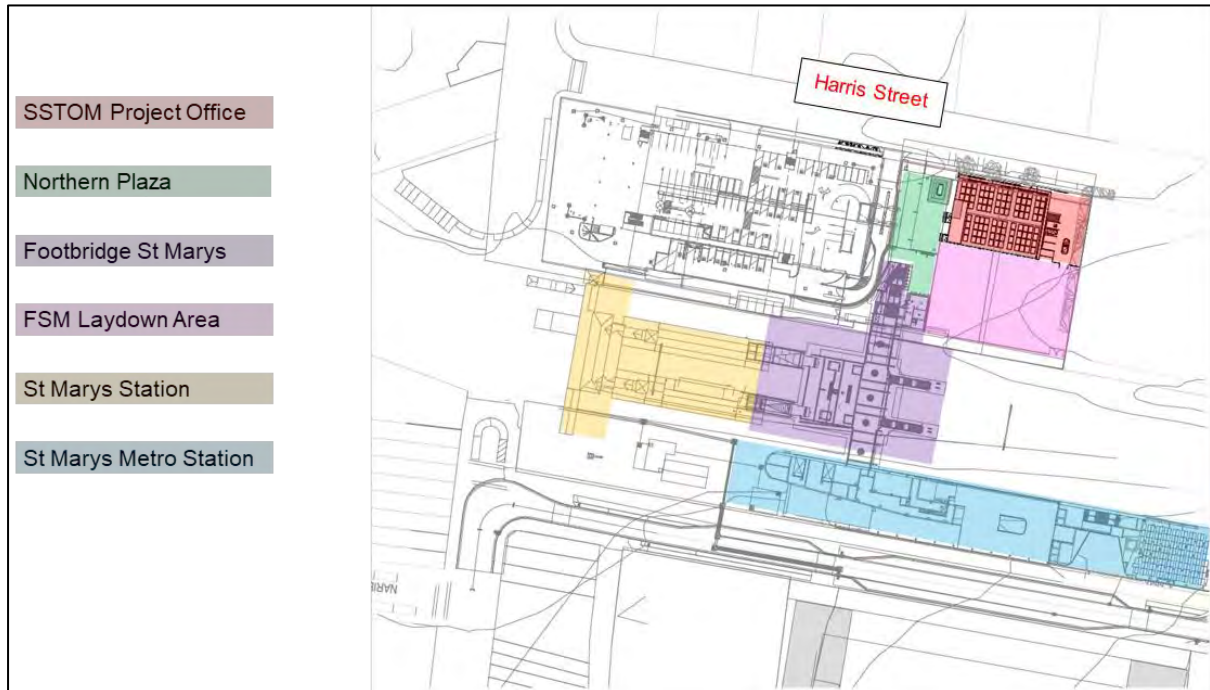 SSTOM Project Office
Northern Plaza
Footbridge St Marys
FSM Laydown Area
St Marys Station
St Marys Metro Station
Harris Street